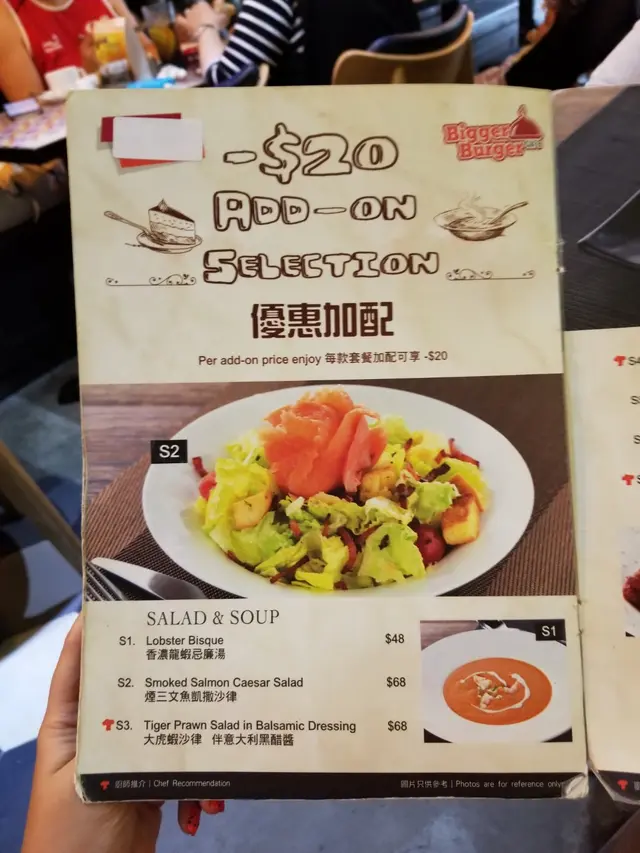 -$20
Bigger
Burger
ADD-ON
SELECTION
優惠加配
Per add-on price enjoy 每款套餐加配可享 -$20
S2
SALAD & SOUP
S1. Lobster Bisque $48
香濃龍蝦忌廉湯
S2. Smoked Salmon Caesar Salad $68
煙三文魚凱撒沙律
S3. Tiger Prawn Salad in Balsamic Dressing $68
大虎蝦沙律 伴意大利黑醋醬
S1
廚師推介 | Chef Recommendation
圖片只供參考 | Photos are for reference only